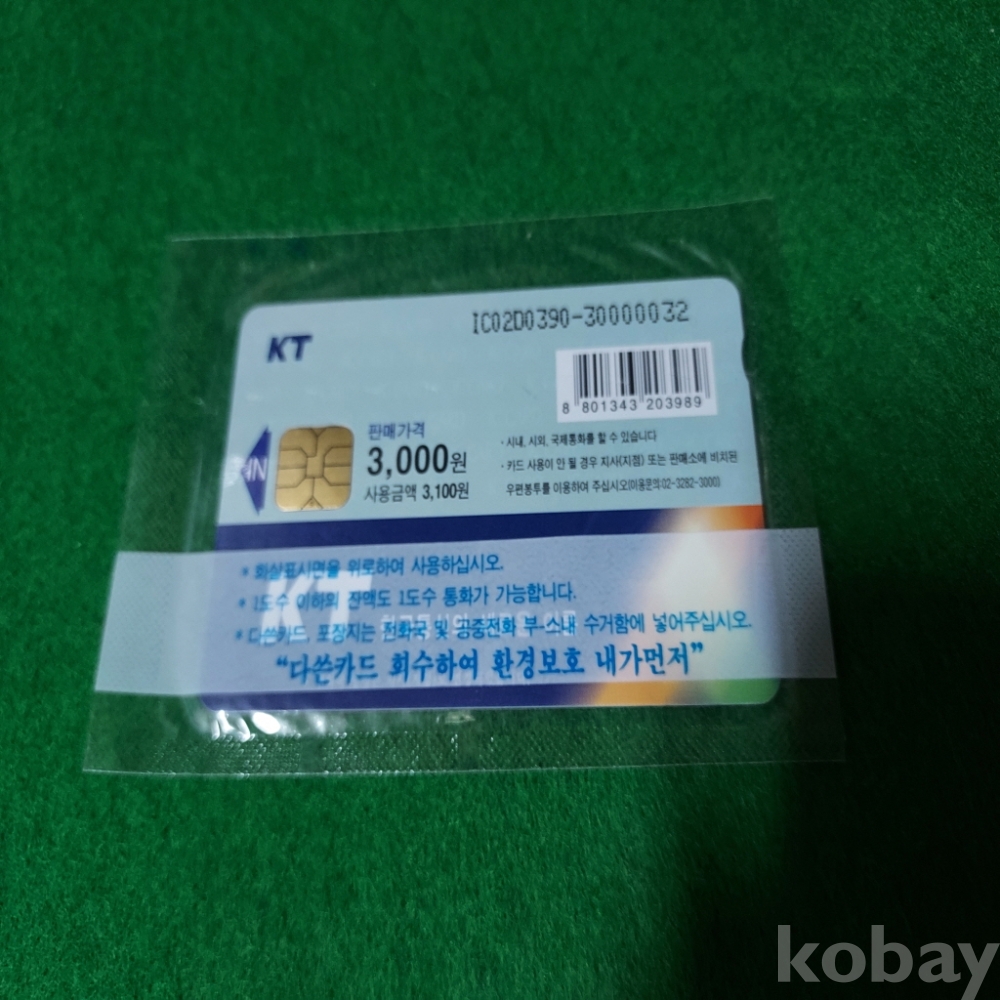 KT
IC02D0390-30000032
8 801343 203989
판매가격
3,000원
사용금액 3,100원
· 시내, 시외, 국제통화를 할 수 있습니다
· 카드 사용이 안 될 경우 지사(지점) 또는 판매소에 비치된
우편봉투를 이용하여 주십시오(이용문의:02-3282-3000)
* 화살표시면을 위로하여 사용하십시오.
* 1도수 이하의 잔액도 1도수 통화가 가능합니다.
* 다쓴카드, 포장지는 전화국 및 공중전화 부-스내 수거함에 넣어주십시오.
“다쓴카드 회수하여 환경보호 내가먼저”
KT
kobay